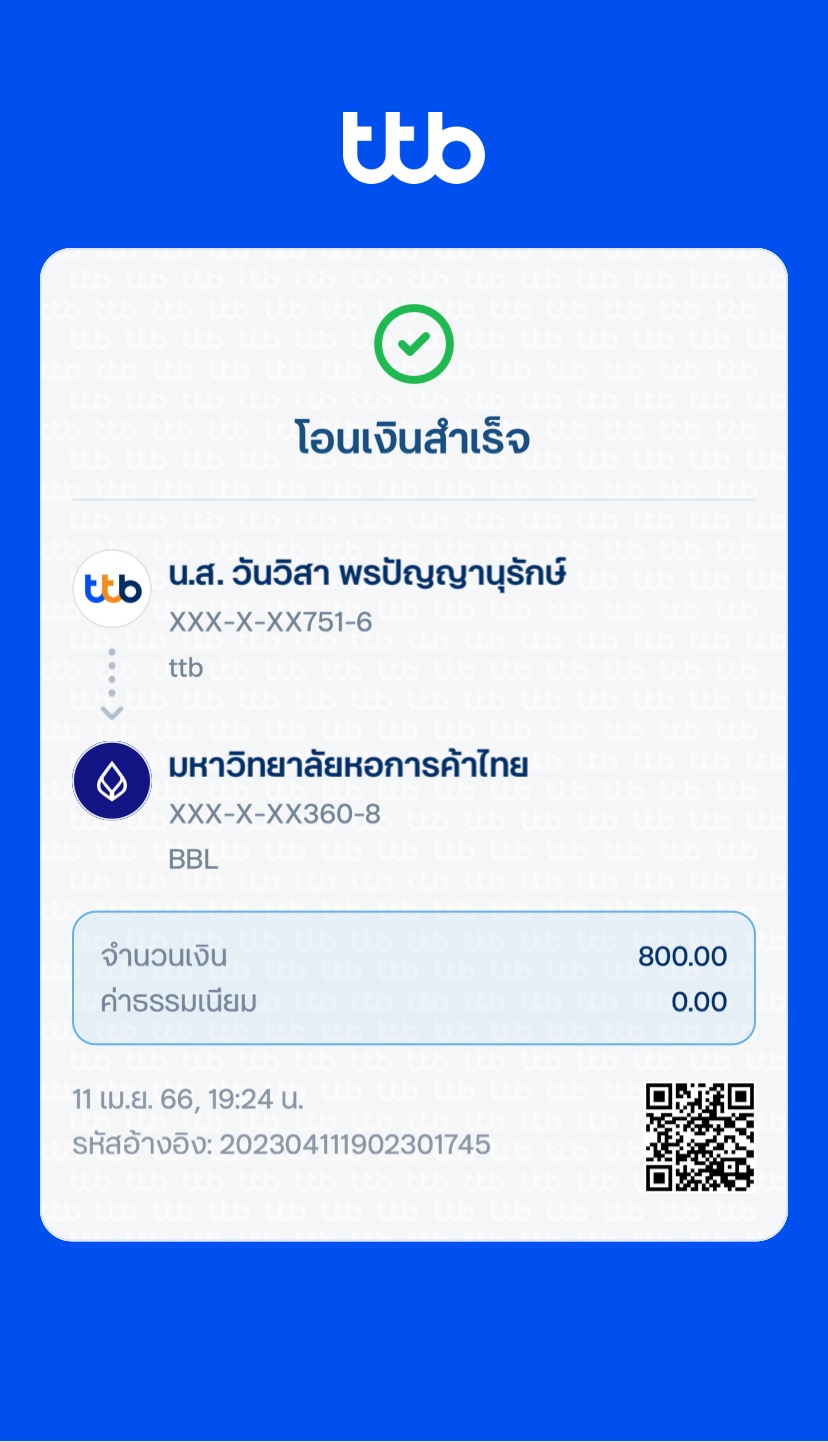 ttb
โอนเงินสำเร็จ
ttb
น.ส. วันวิสา พรปัญญานุรักษ์
XXX-X-XX751-6
ttb
มหาวิทยาลัยหอการค้าไทย
XXX-X-XX360-8
BBL
จำนวนเงิน 800.00
ค่าธรรมเนียม 0.00
11 เม.ย. 66, 19:24 น.
รหัสอ้างอิง: 202304111902301745